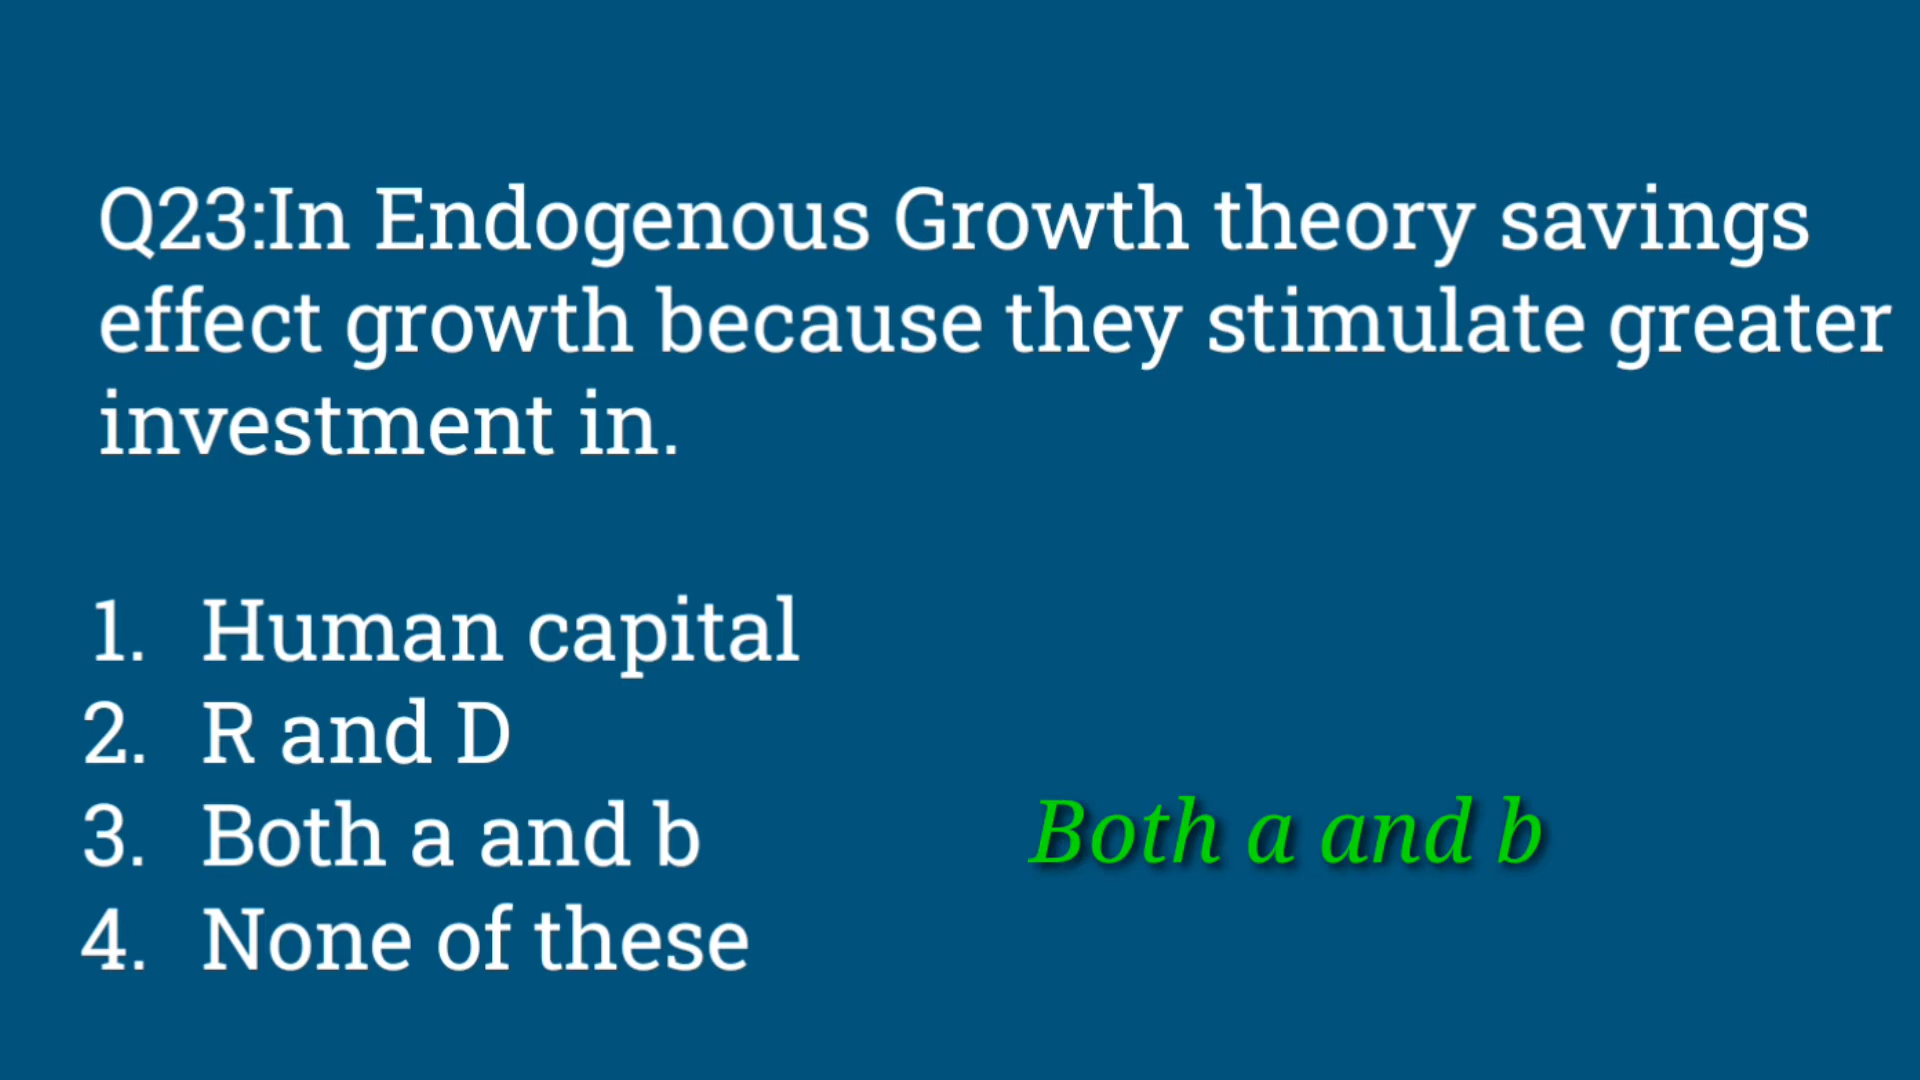 Q23:In Endogenous Growth theory savings
effect growth because they stimulate greater
investment in.
1. Human capital
2. R and D
3. Both a and b
Both a and b
4. None of these